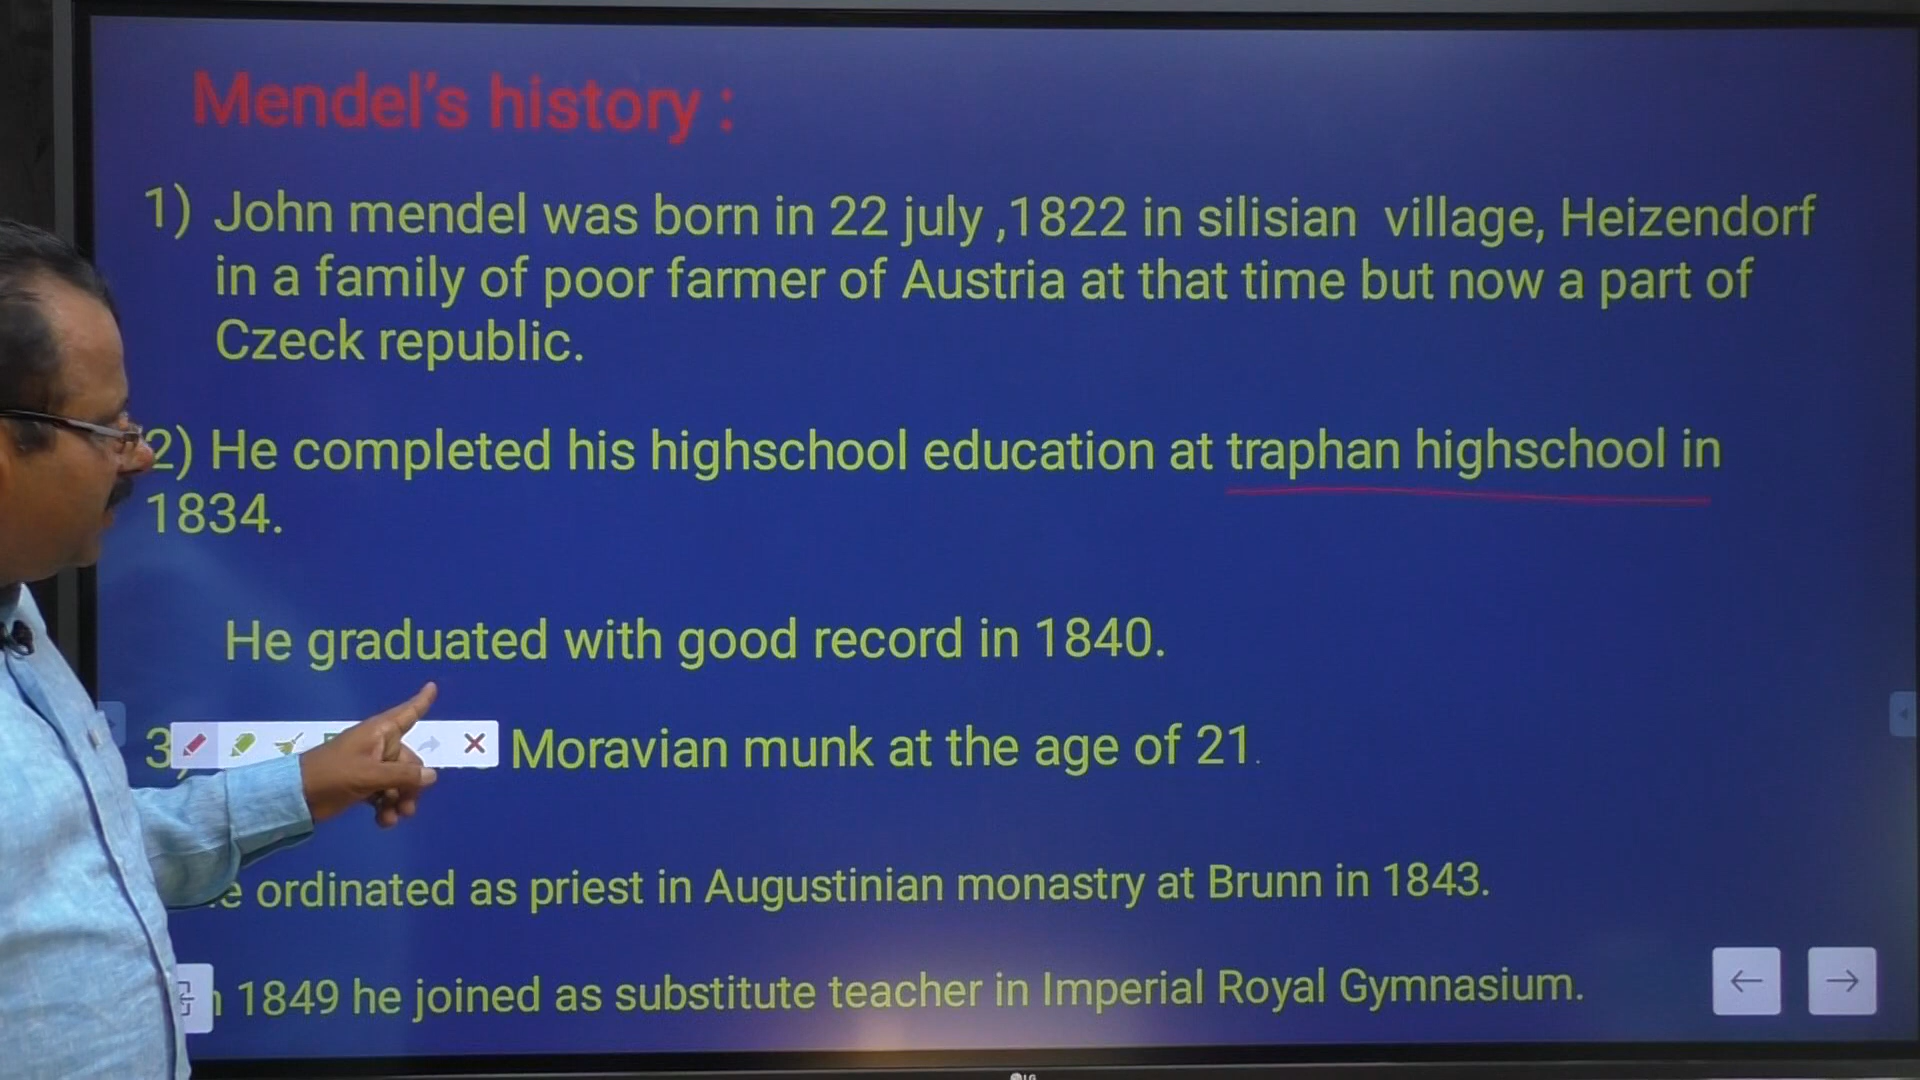 Mendel's history :
1) John mendel was born in 22 july ,1822 in silisian village, Heizendorf
in a family of poor farmer of Austria at that time but now a part of
Czeck republic.
2) He completed his highschool education at traphan highschool in
1834.
He graduated with good record in 1840.
3) Moravian munk at the age of 21.
ordinated as priest in Augustinian monastry at Brunn in 1843.
1849 he joined as substitute teacher in Imperial Royal Gymnasium.
LG